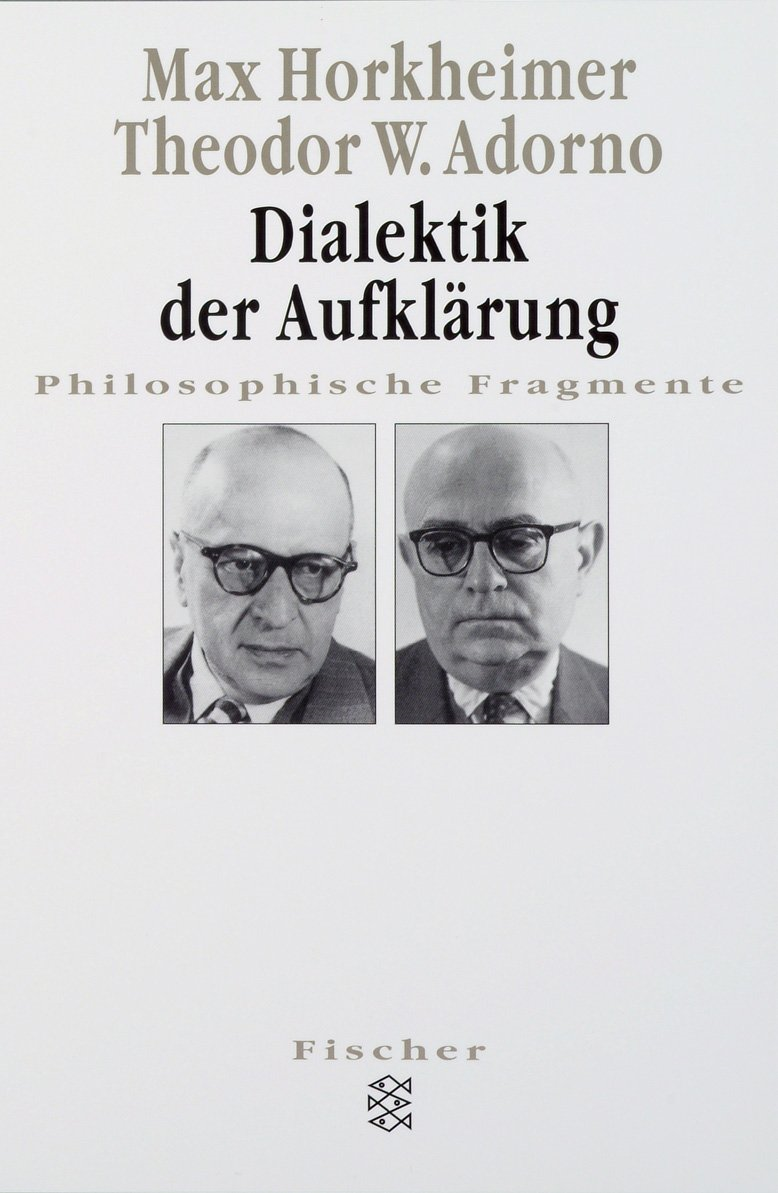 Max Horkheimer
Theodor W. Adorno
Dialektik
der Aufklärung
Philosophische Fragmente
Fischer